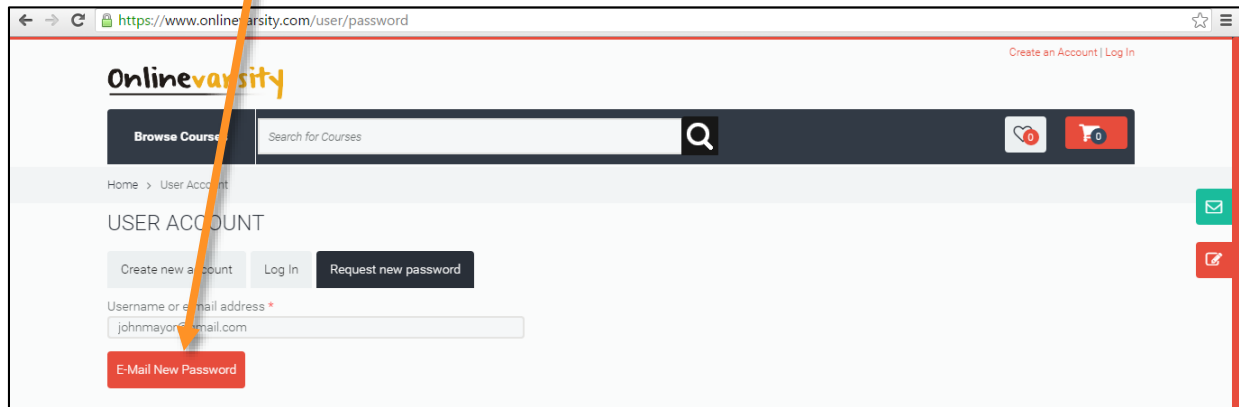 https://www.onlinevarsity.com/user/password
Create an Account | Log In
Onlinevarsity
Browse Courses
Search for Courses
0
0
Home > User Account
USER ACCOUNT
Create new account
Log In
Request new password
Username or e-mail address *
johnmayor@gmail.com
E-Mail New Password